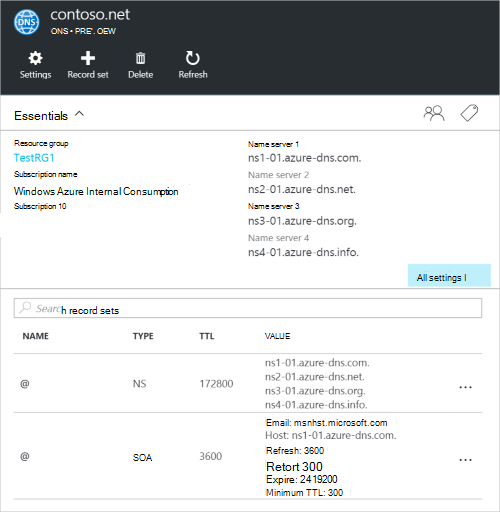 contoso.net
DNS
ONS • PRE'. OEW
Settings
Record set
Delete
Refresh
Essentials
Resource group
TestRG1
Subscription name
Windows Azure Internal Consumption
Subscription 10
Name server 1
ns1-01.azure-dns.com.
Name server 2
ns2-01.azure-dns.net.
Name server 3
ns3-01.azure-dns.org.
Name server 4
ns4-01.azure-dns.info.
All settings I
Search record sets
NAME TYPE TTL VALUE
@ NS 172800
ns1-01.azure-dns.com.
ns2-01.azure-dns.net.
ns3-01.azure-dns.org.
ns4-01.azure-dns.info.
...
@ SOA 3600
Email: msnhst.microsoft.com
Host: ns1-01.azure-dns.com.
Refresh: 3600
Retort 300
Expire: 2419200
Minimum TTL: 300
...